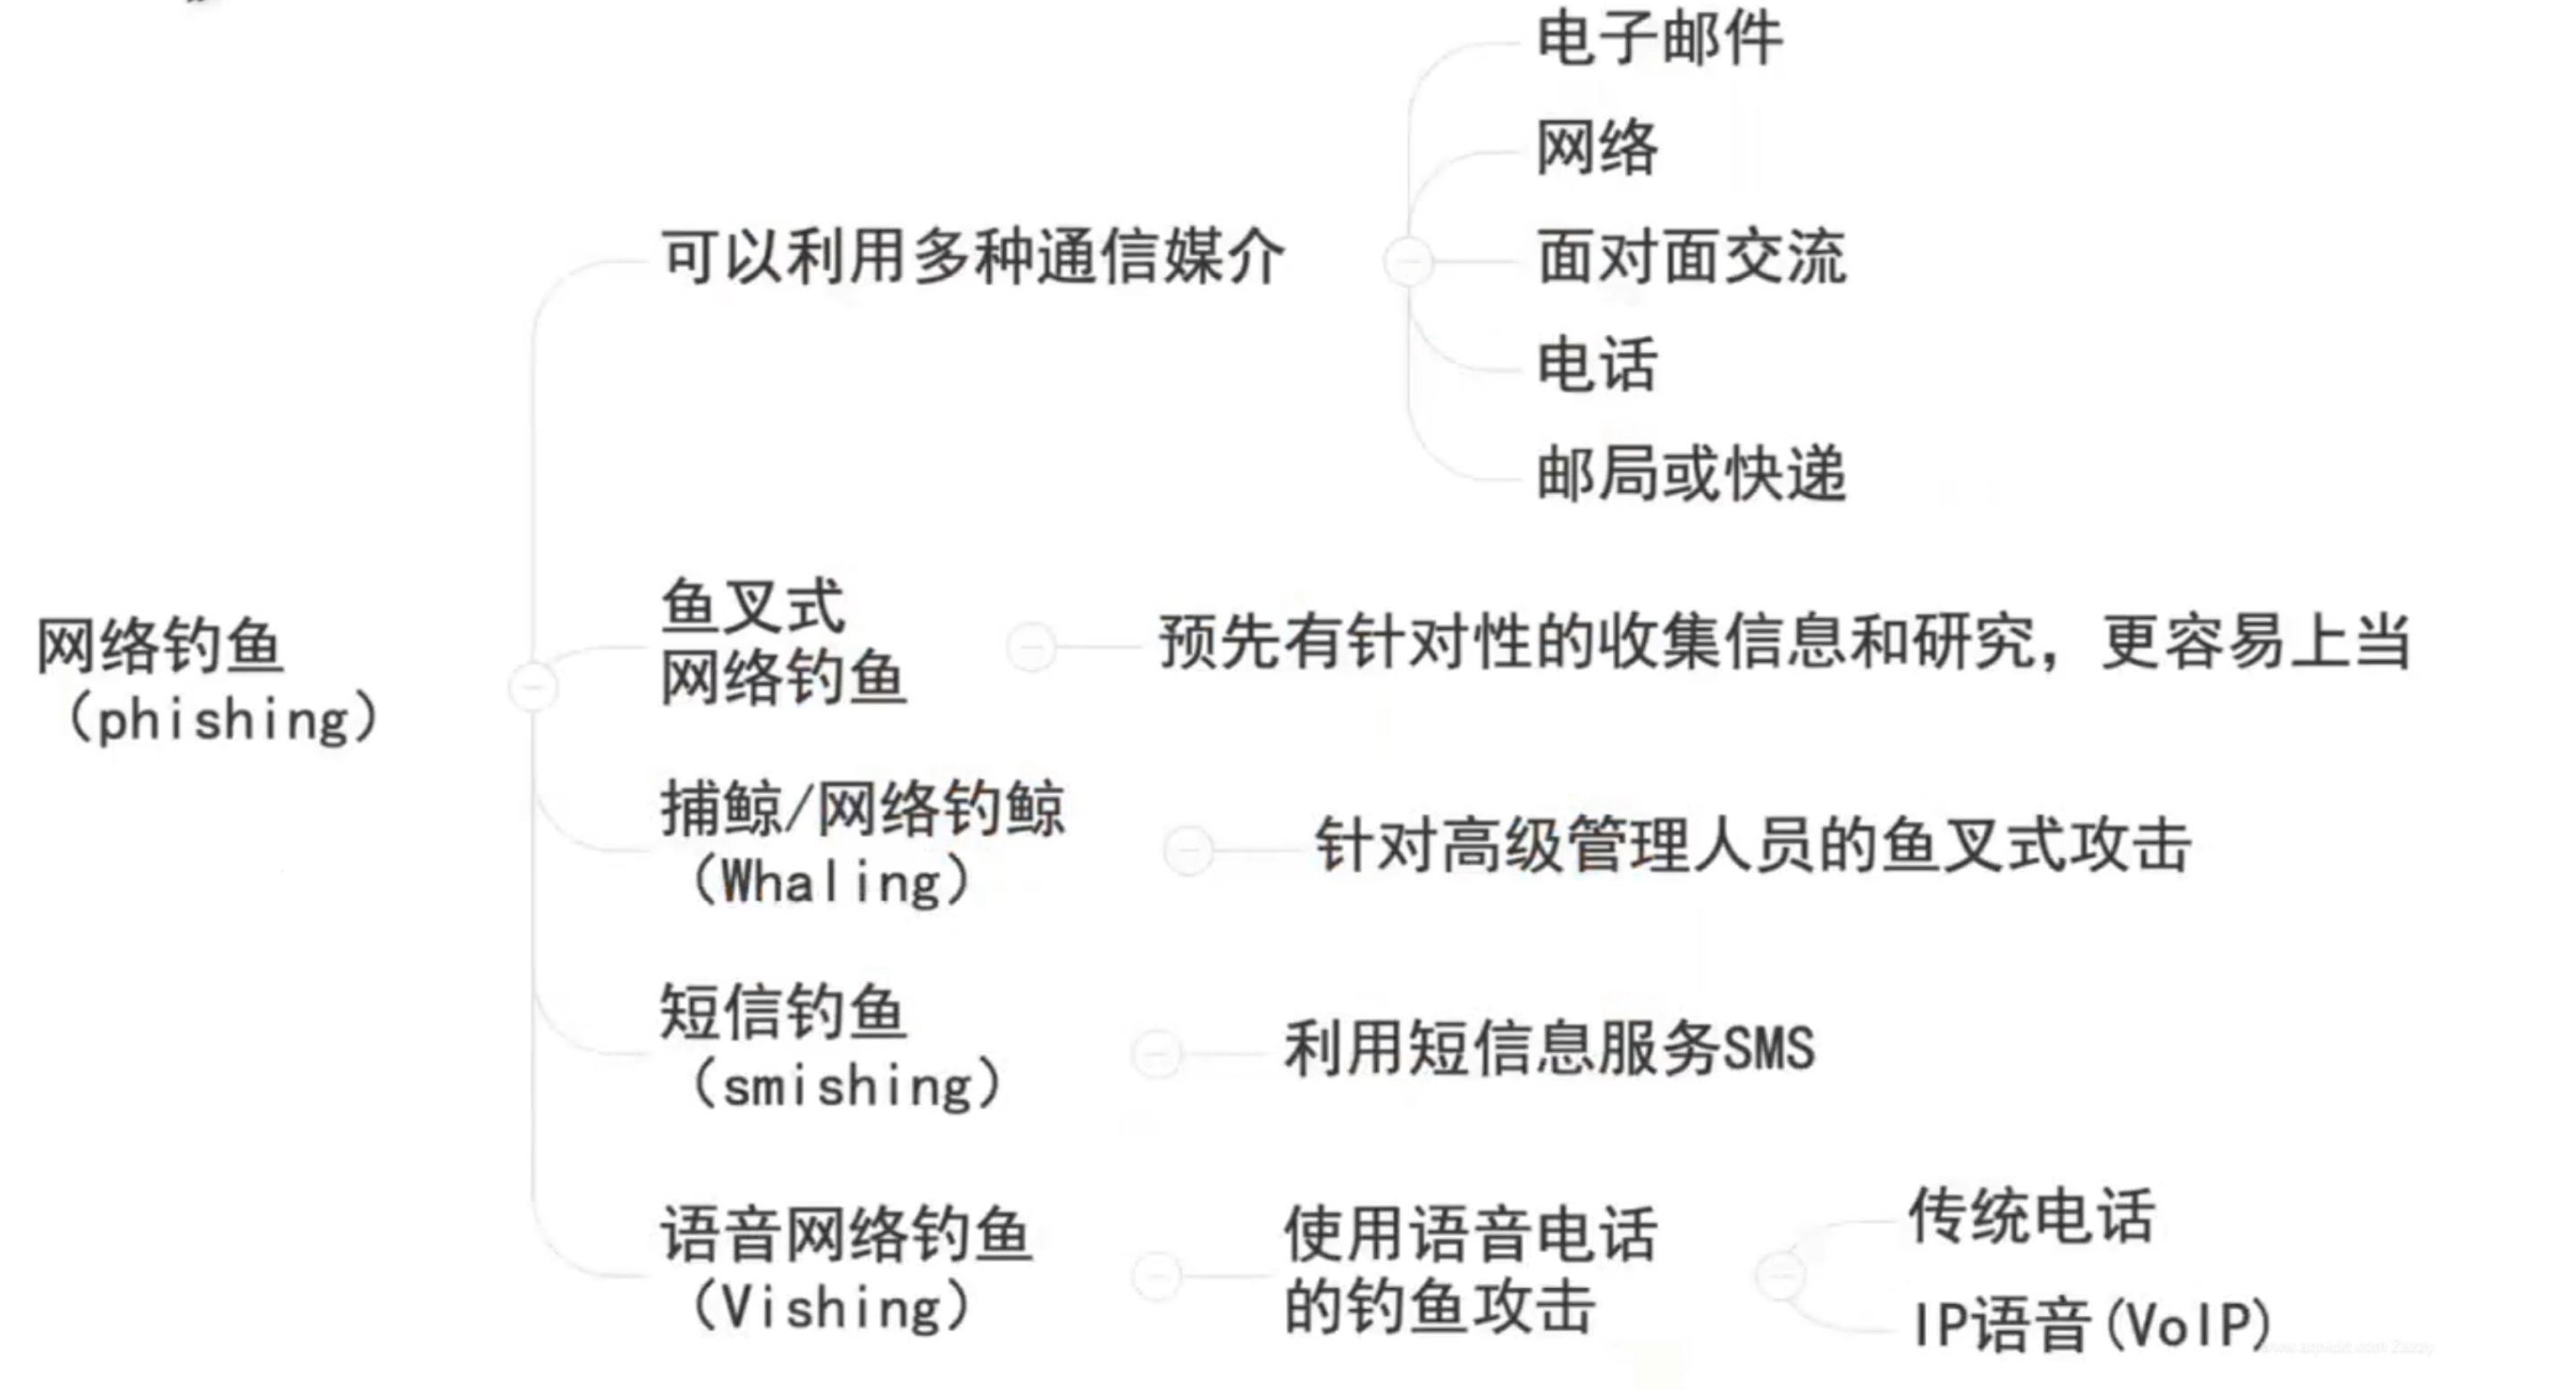 电子邮件
网络
可以利用多种通信媒介
面对面交流
电话
邮局或快递
网络钓鱼
（phishing）
鱼叉式
网络钓鱼
预先有针对性的收集信息和研究，更容易上当
捕鲸/网络钓鲸
（Whaling）
针对高级管理人员的鱼叉式攻击
短信钓鱼
（smishing）
利用短信息服务SMS
语音网络钓鱼
（Vishing）
使用语音电话
的钓鱼攻击
传统电话
IP语音(VoIP)